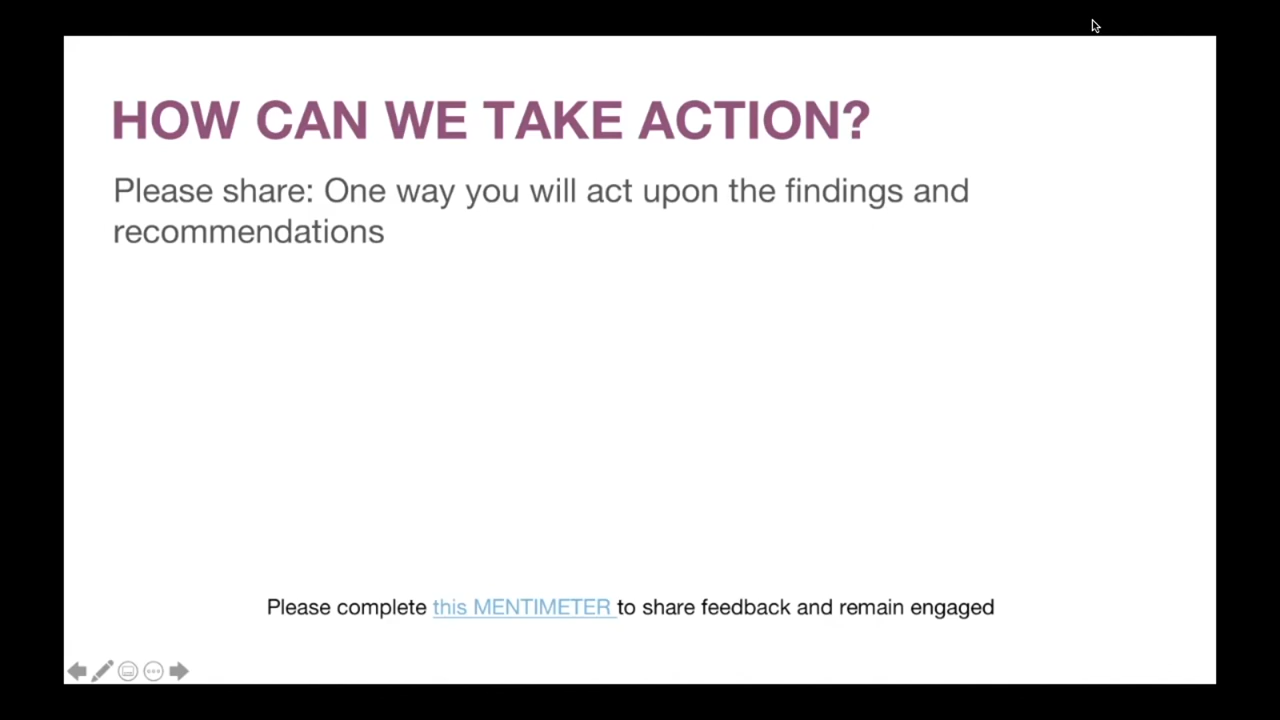 HOW CAN WE TAKE ACTION?
Please share: One way you will act upon the findings and
recommendations
Please complete this MENTIMETER to share feedback and remain engaged